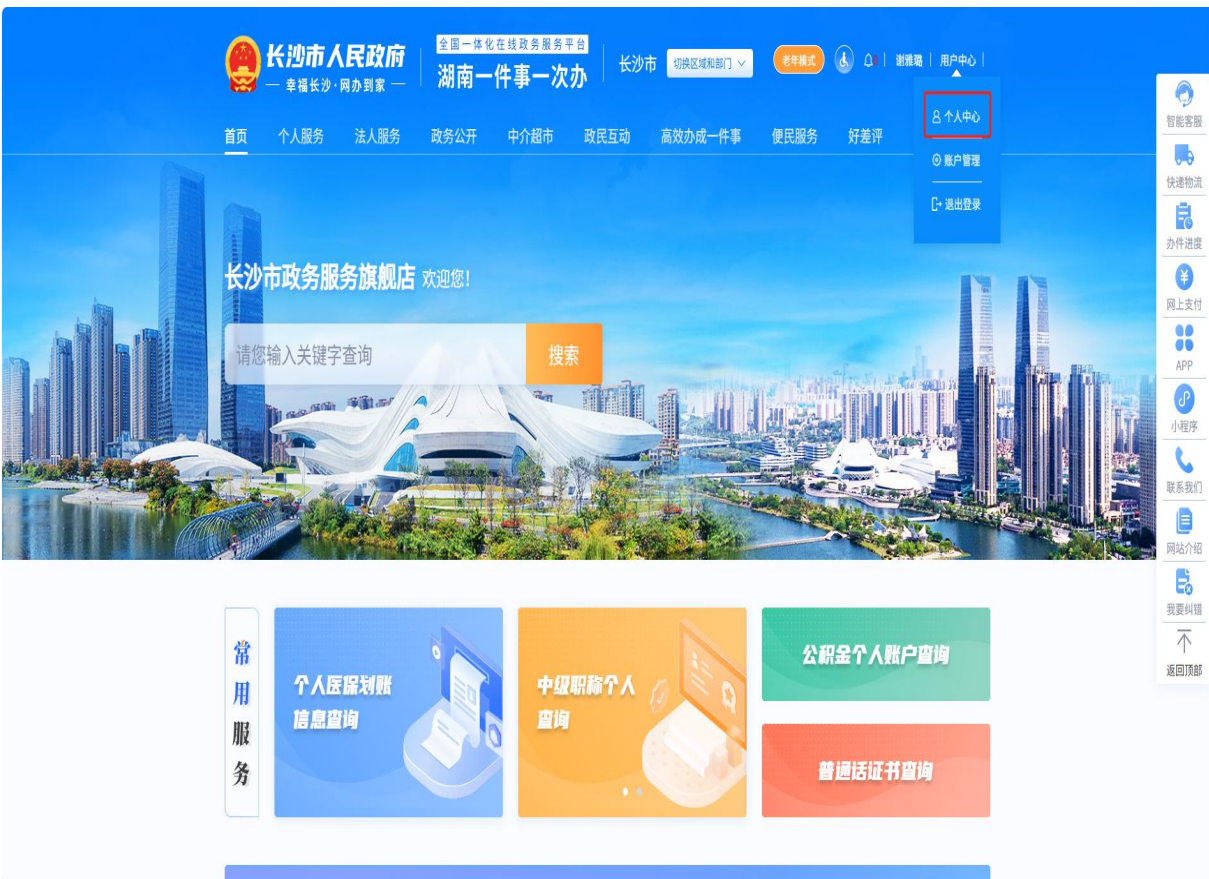 长沙市人民政府
幸福长沙·网办到家
全国一体化在线政务服务平台
湖南一件事一次办
长沙市
切换区域和部门
老年模式
谢雅璐
用户中心
个人中心
账户管理
退出登录
首页
个人服务
法人服务
政务公开
中介超市
政民互动
高效办成一件事
便民服务
好差评
长沙市政务服务旗舰店 欢迎您!
请您输入关键字查询
搜索
智能客服
快递物流
办件进度
网上支付
APP
小程序
联系我们
网站介绍
我要纠错
返回顶部
常用服务
个人医保划账
信息查询
中级职称个人
查询
公积金个人账户查询
普通话证书查询